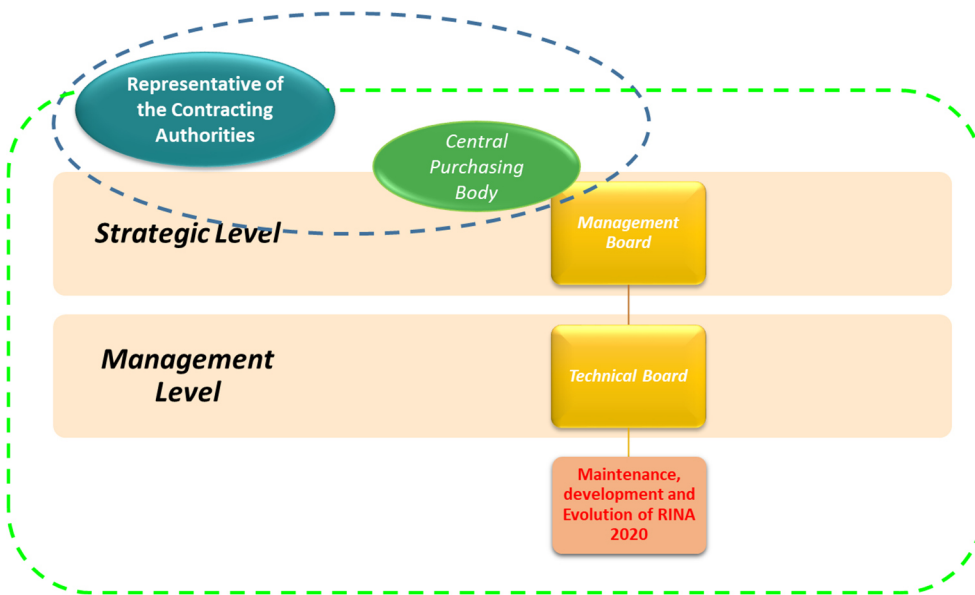 Representative of
the Contracting
Authorities
Central
Purchasing
Body
Strategic Level
Management
Board
Management
Level
Technical Board
Maintenance,
development and
Evolution of RINA
2020